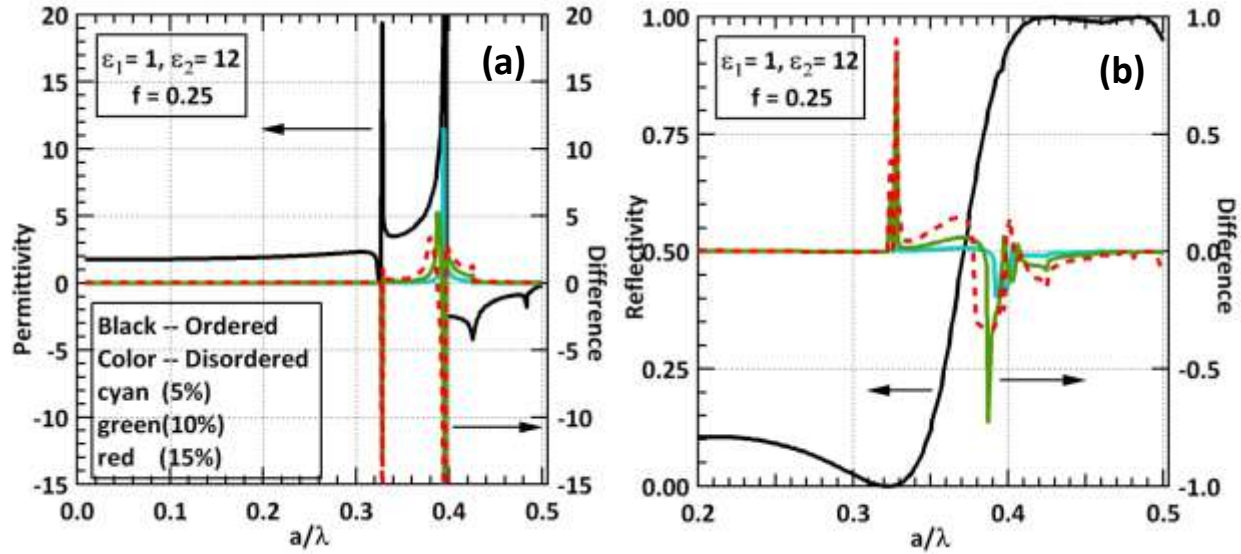 (a)
ε1= 1, ε2= 12
f = 0.25
20
15
10
5
0
-5
-10
-15
20
15
10
5
0
-5
-10
-15
Permittivity
Difference
Black -- Ordered
Color -- Disordered
cyan (5%)
green(10%)
red (15%)
0.0 0.1 0.2 0.3 0.4 0.5
a/λ
(b)
ε1= 1, ε2= 12
f = 0.25
1.00
0.75
0.50
0.25
0.00
1.0
0.5
0.0
-0.5
-1.0
Reflectivity
Difference
0.2 0.3 0.4 0.5
a/λ